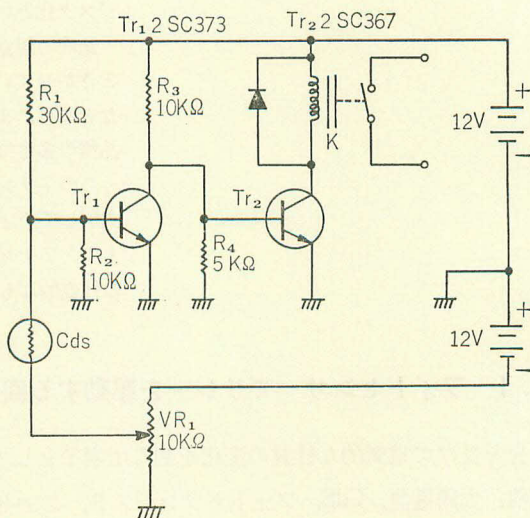 Tr₁ 2 SC373
Tr₂ 2 SC367
R₁
30KΩ
R₃
10KΩ
K
12V
+
−
Tr₁
Tr₂
R₂
10KΩ
R₄
5 KΩ
Cds
12V
+
−
VR₁
10KΩ